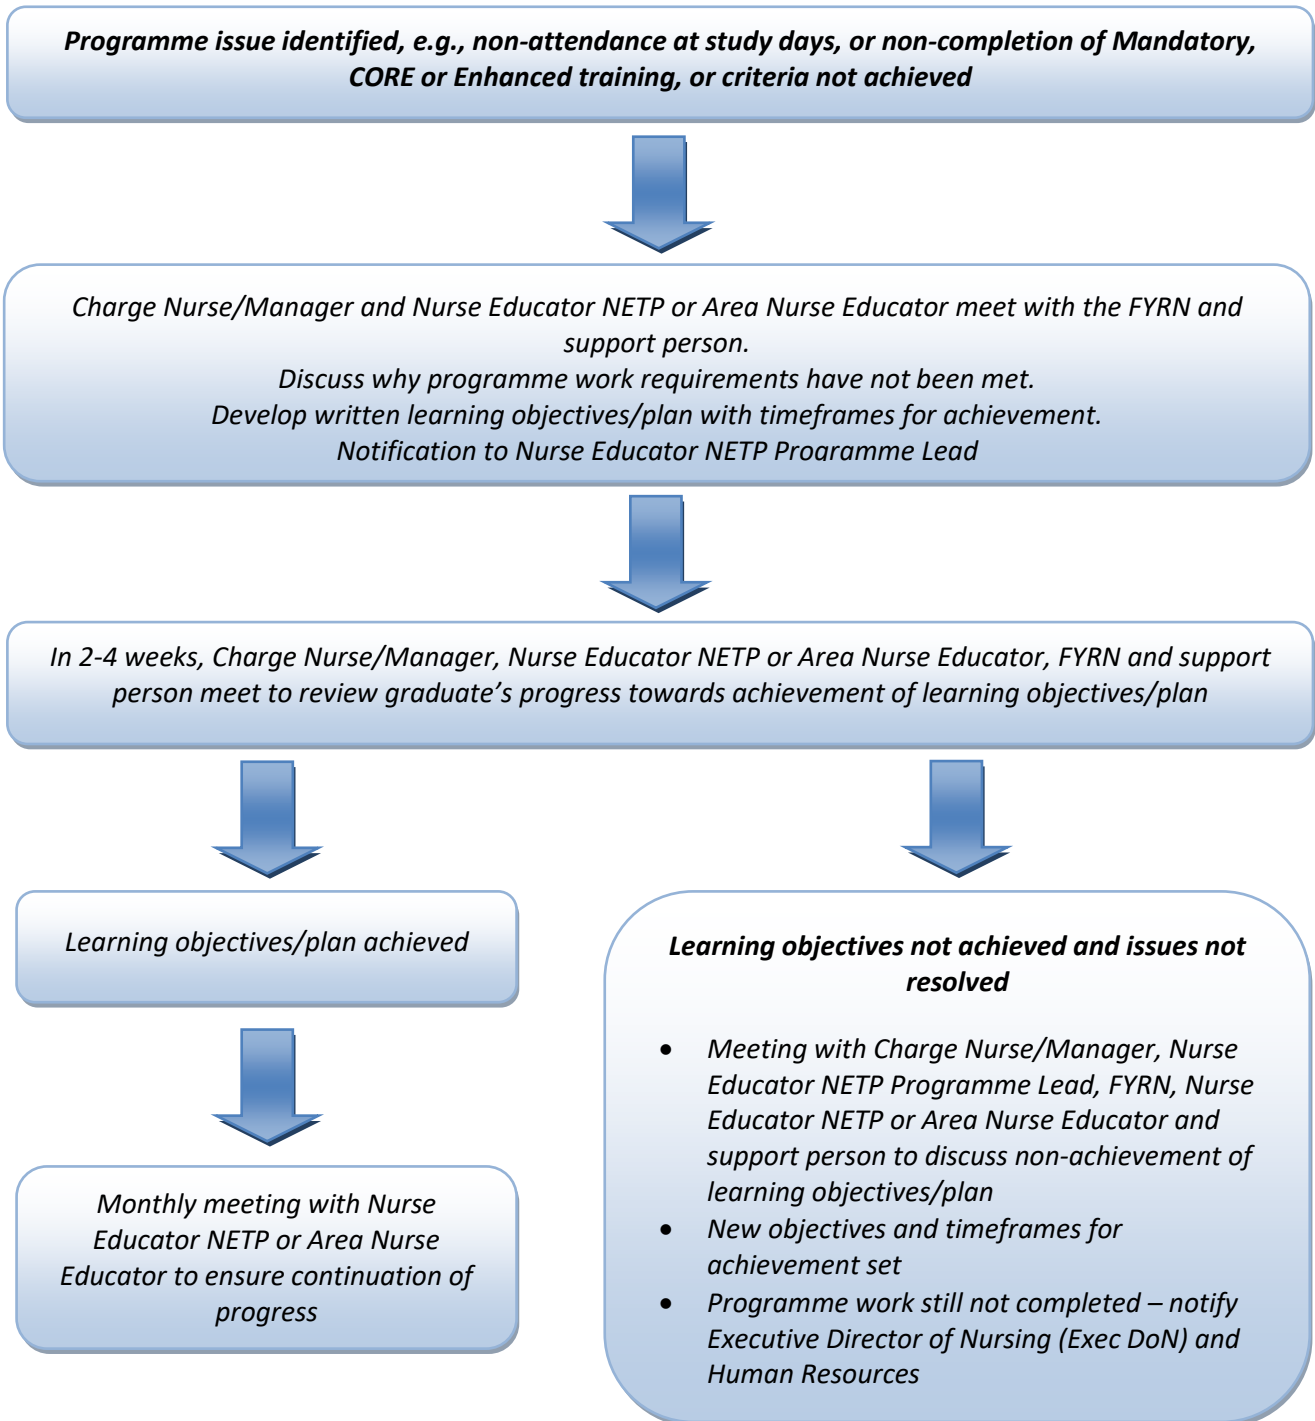 Programme issue identified, e.g., non-attendance at study days, or non-completion of Mandatory,
CORE or Enhanced training, or criteria not achieved
Charge Nurse/Manager and Nurse Educator NETP or Area Nurse Educator meet with the FYRN and
support person.
Discuss why programme work requirements have not been met.
Develop written learning objectives/plan with timeframes for achievement.
Notification to Nurse Educator NETP Programme Lead
In 2-4 weeks, Charge Nurse/Manager, Nurse Educator NETP or Area Nurse Educator, FYRN and support
person meet to review graduate’s progress towards achievement of learning objectives/plan
Learning objectives/plan achieved
Monthly meeting with Nurse
Educator NETP or Area Nurse
Educator to ensure continuation of
progress
Learning objectives not achieved and issues not
resolved
• Meeting with Charge Nurse/Manager, Nurse
Educator NETP Programme Lead, FYRN, Nurse
Educator NETP or Area Nurse Educator and
support person to discuss non-achievement of
learning objectives/plan
• New objectives and timeframes for
achievement set
• Programme work still not completed – notify
Executive Director of Nursing (Exec DoN) and
Human Resources